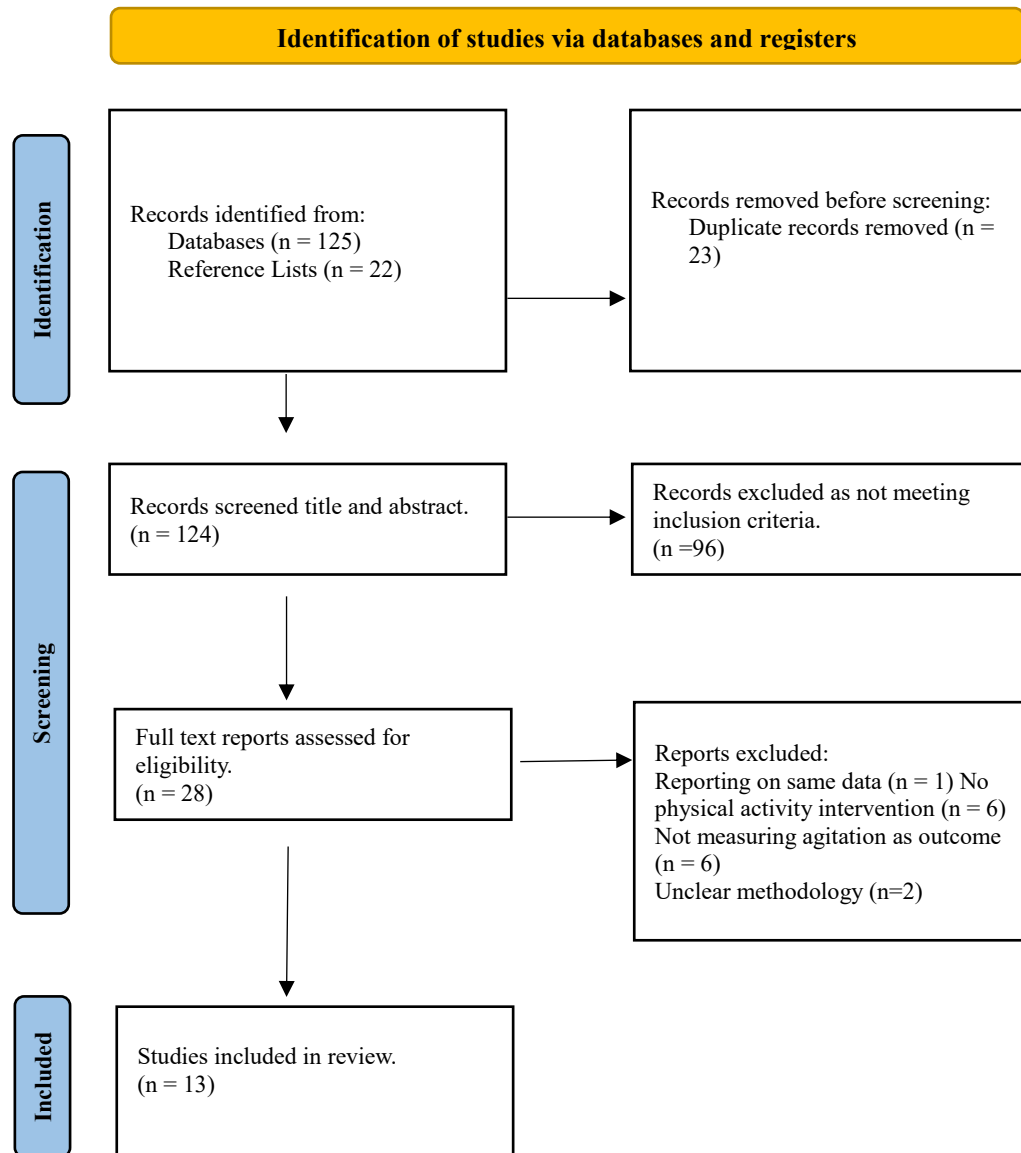 Identification of studies via databases and registers
Identification
Records identified from:
Databases (n = 125)
Reference Lists (n = 22)
Records removed before screening:
Duplicate records removed (n =
23)
Screening
Records screened title and abstract.
(n = 124)
Records excluded as not meeting
inclusion criteria.
(n =96)
Full text reports assessed for
eligibility.
(n = 28)
Reports excluded:
Reporting on same data (n = 1) No
physical activity intervention (n = 6)
Not measuring agitation as outcome
(n = 6)
Unclear methodology (n=2)
Included
Studies included in review.
(n = 13)